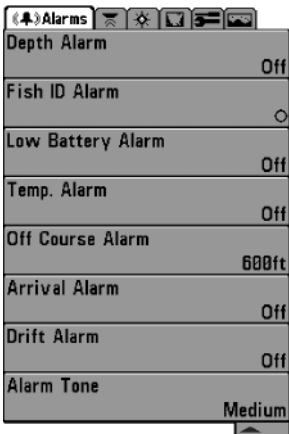 Alarms
Depth Alarm
Off
Fish ID Alarm
Low Battery Alarm
Off
Temp. Alarm
Off
Off Course Alarm
600ft
Arrival Alarm
Off
Drift Alarm
Off
Alarm Tone
Medium